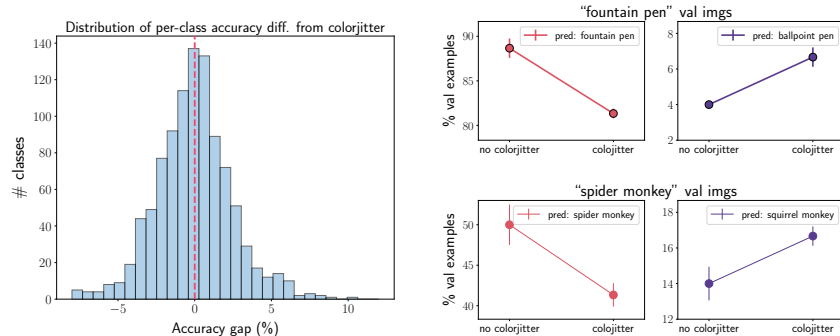 Distribution of per-class accuracy diff. from colorjitter
# classes
140
120
100
80
60
40
20
0
−5
0
5
10
Accuracy gap (%)
“fountain pen” val imgs
% val examples
90
85
80
pred: fountain pen
no colorjitter
colojitter
8
6
4
2
pred: ballpoint pen
no colorjitter
colojitter
“spider monkey” val imgs
% val examples
50
45
40
pred: spider monkey
no colorjitter
colojitter
18
16
14
12
pred: squirrel monkey
no colorjitter
colojitter